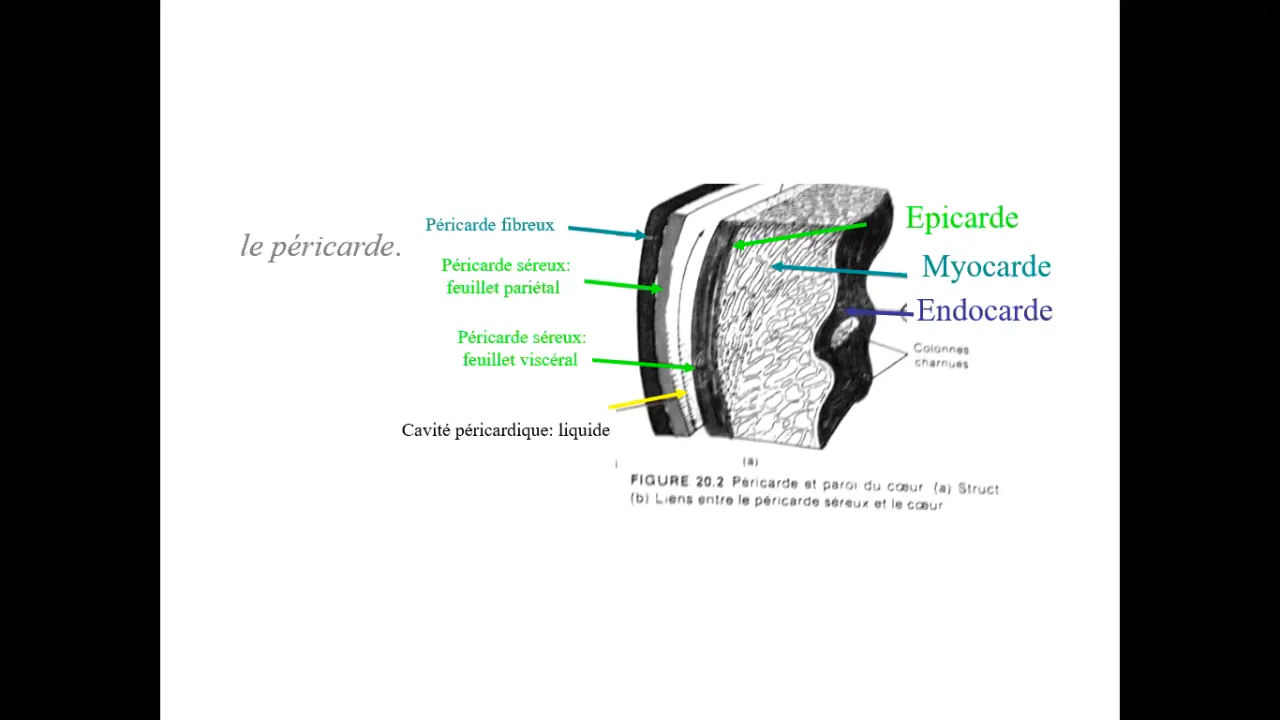 le péricarde.
Péricarde fibreux
Péricarde séreux:
feuillet pariétal
Péricarde séreux:
feuillet viscéral
Cavité péricardique: liquide
Epicarde
Myocarde
Endocarde
Colonnes
charnues
(a)
FIGURE 20.2 Péricarde et paroi du cœur (a) Struct
(b) Liens entre le péricarde séreux et le cœur